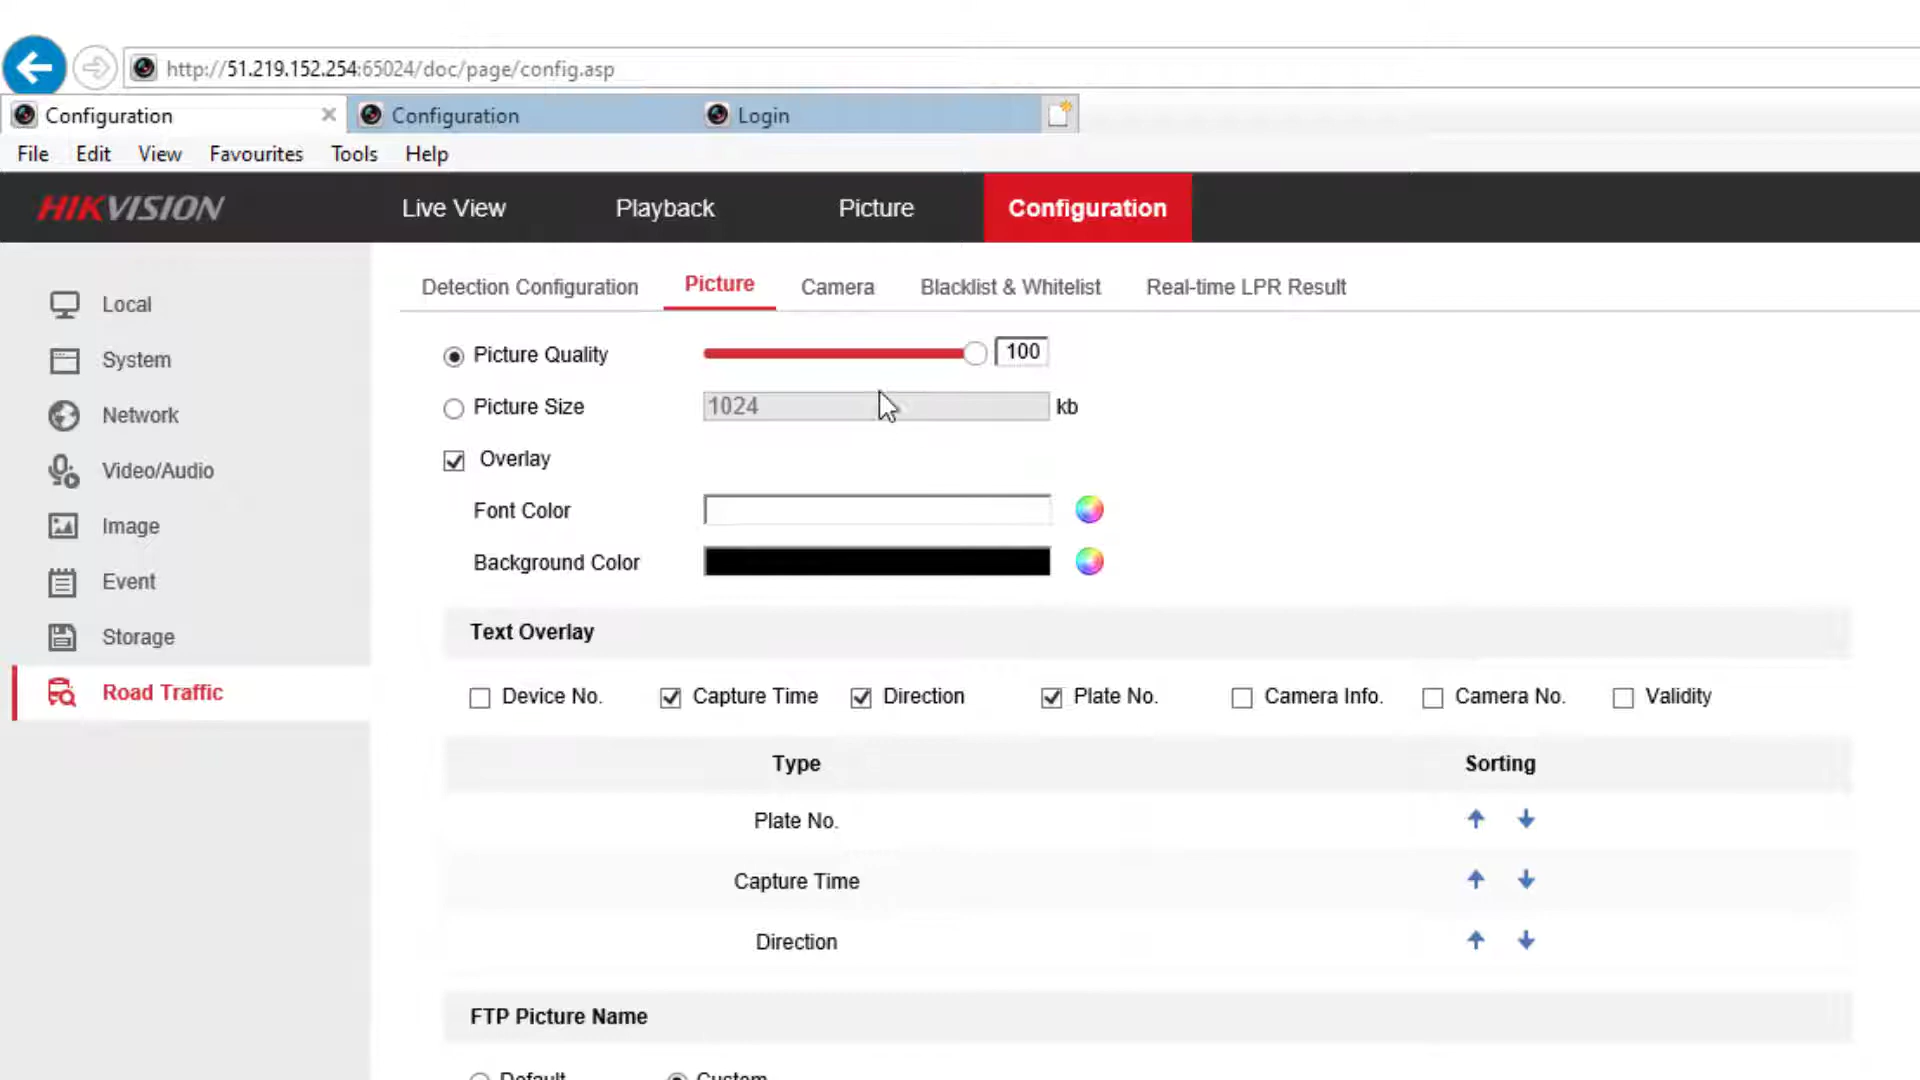 http://51.219.152.254:65024/doc/page/config.asp
Configuration
Configuration
Login
File Edit View Favourites Tools Help
HIKVISION
Live View Playback Picture Configuration
Local
System
Network
Video/Audio
Image
Event
Storage
Road Traffic
Detection Configuration Picture Camera Blacklist & Whitelist Real-time LPR Result
Picture Quality 100
Picture Size 1024 kb
Overlay
Font Color
Background Color
Text Overlay
Device No. Capture Time Direction Plate No. Camera Info. Camera No. Validity
Type Sorting
Plate No.
Capture Time
Direction
FTP Picture Name
Default Custom